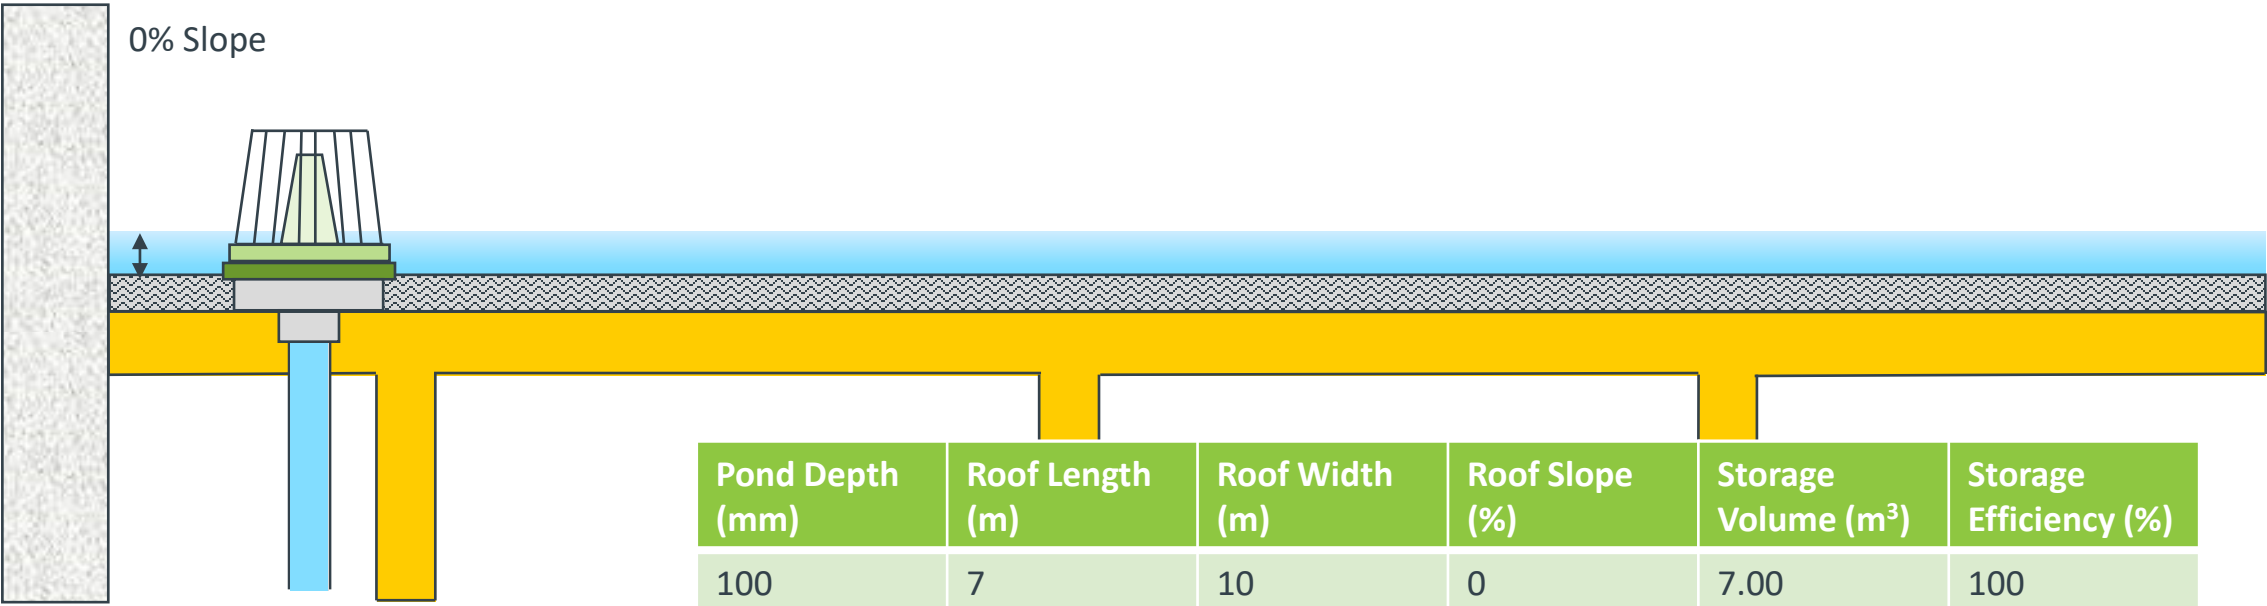 0% Slope
Pond Depth (mm) Roof Length (m) Roof Width (m) Roof Slope (%) Storage Volume (m³) Storage Efficiency (%)
100 7 10 0 7.00 100